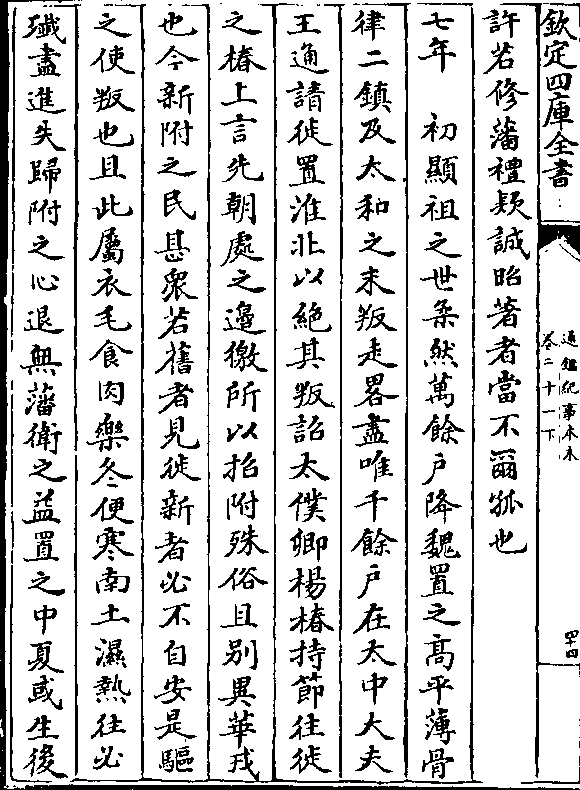 欽定四庫全書
通鑑紀事本末
卷二十一下
四十四
許若修藩禮款誠昭著者當不爾孤也
七年　初顯祖之世柔然萬餘户降魏置之高平薄骨
律二鎮及太和之末叛走畧盡唯千餘户在太中大夫
王通請徙置淮北以絶其叛詔太僕卿楊椿持節往徙
之椿上言先朝處之邊徼所以招附殊俗且别異華戎
也今新附之民甚衆若舊者見徙新者必不自安是驅
之使叛也且此屬衣毛食肉樂冬便寒南土濕熱往必
殱盡進失歸附之心退無藩衛之益置之中夏或生後